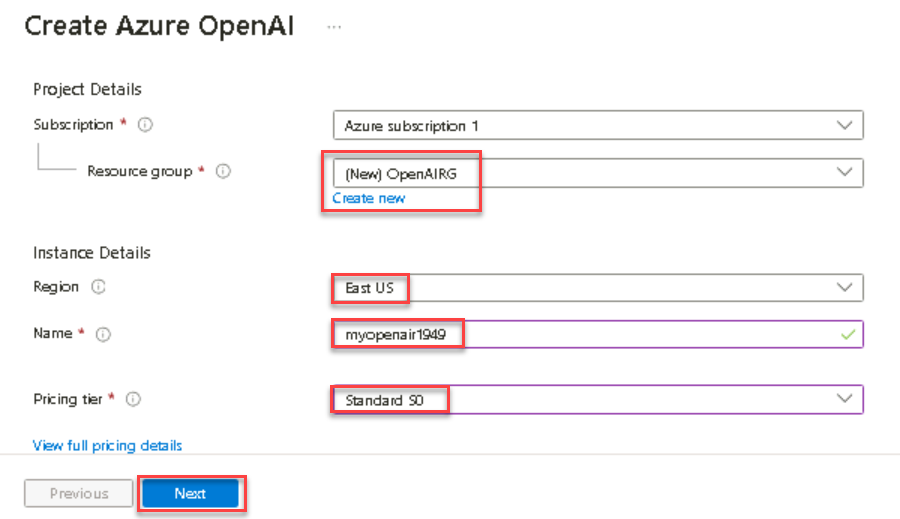 Create Azure OpenAI ...
Project Details
Subscription *
Azure subscription 1
Resource group *
(New) OpenAIRG
Create new
Instance Details
Region
East US
Name *
myopenair1949
Pricing tier *
Standard S0
View full pricing details
Previous
Next